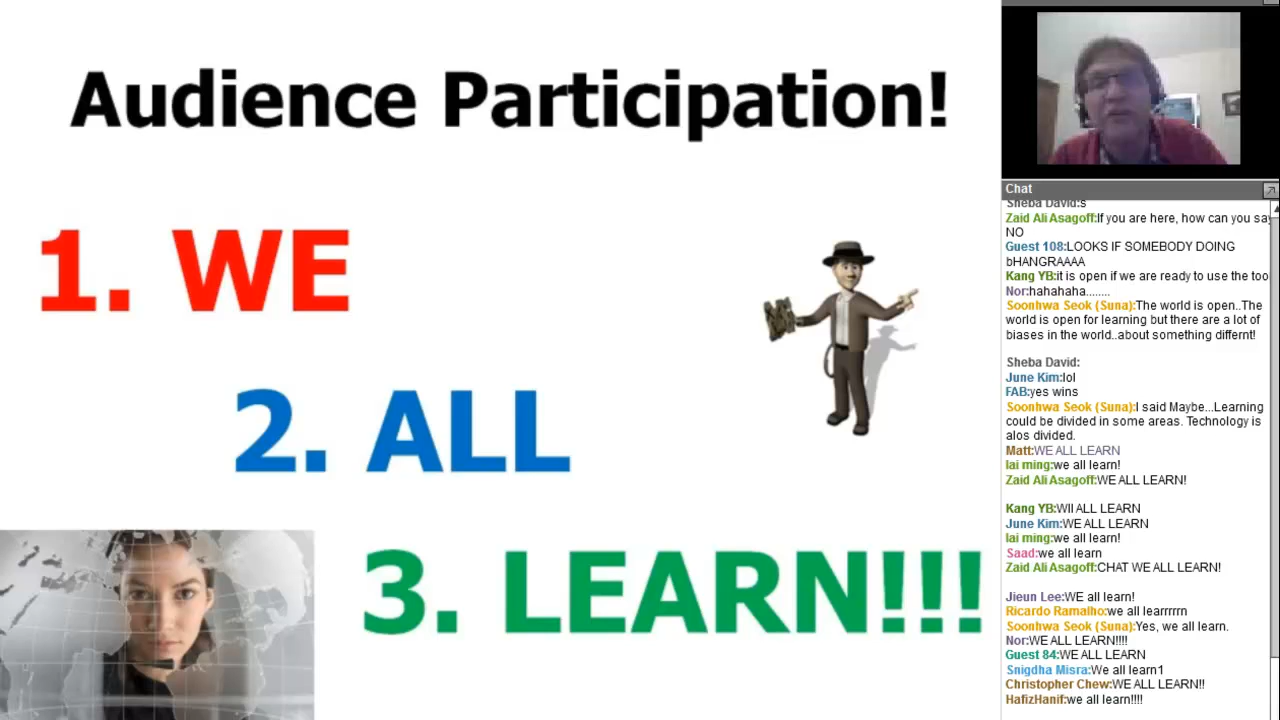 Audience Participation!
1. WE
2. ALL
3. LEARN!!!
Chat
Sheba David:s
Zaid Ali Asagoff:If you are here, how can you say
NO
Guest 108:LOOKS IF SOMEBODY DOING
bHANGRAAAA
Kang YB:it is open if we are ready to use the too
Nor:hahahaha........
Soonhwa Seok (Suna):The world is open..The
world is open for learning but there are a lot of
biases in the world..about something differnt!
Sheba David:
June Kim:lol
FAB:yes wins
Soonhwa Seok (Suna):I said Maybe...Learning
could be divided in some areas. Technology is
alos divided.
Matt:WE ALL LEARN
lai ming:we all learn!
Zaid Ali Asagoff:WE ALL LEARN!
Kang YB:WII ALL LEARN
June Kim:WE ALL LEARN
lai ming:we all learn!
Saad:we all learn
Zaid Ali Asagoff:CHAT WE ALL LEARN!
Jieun Lee:WE all learn!
Ricardo Ramalho:we all learrrrrn
Soonhwa Seok (Suna):Yes, we all learn.
Nor:WE ALL LEARN!!!!
Guest 84:WE ALL LEARN
Snigdha Misra:We all learn1
Christopher Chew:WE ALL LEARN!!
HafizHanif:we all learn!!!!